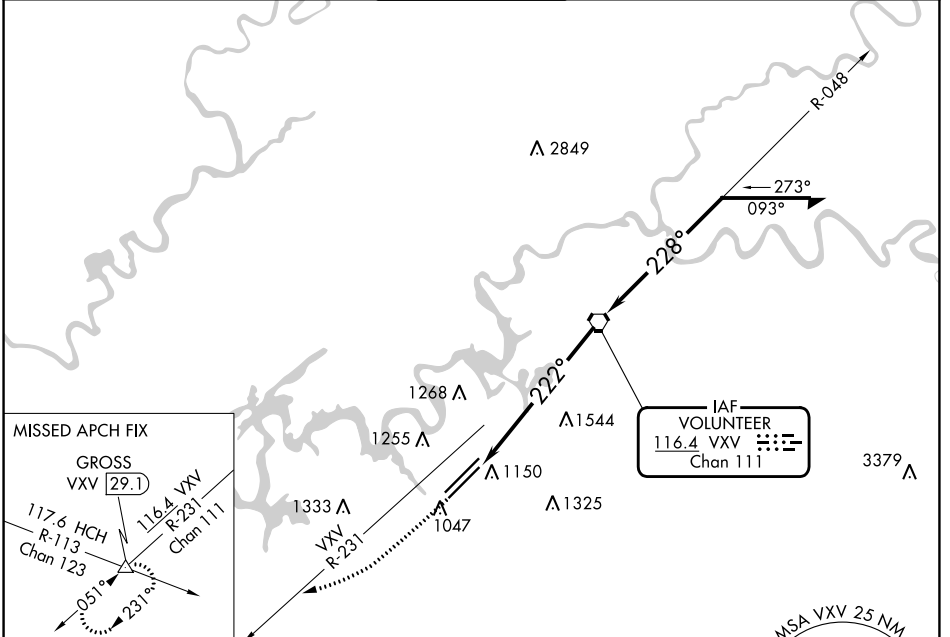 R-048
2849
273°
093°
228°
222°
IAF
VOLUNTEER
116.4 VXV
Chan 111
1268
1544
1255
3379
1150
1325
1333
1047
VXV
R-231
MISSED APCH FIX
GROSS
VXV 29.1
116.4 VXV
R-231
Chan 111
117.6 HCH
R-113
Chan 123
051°
231°
MSA VXV 25 NM